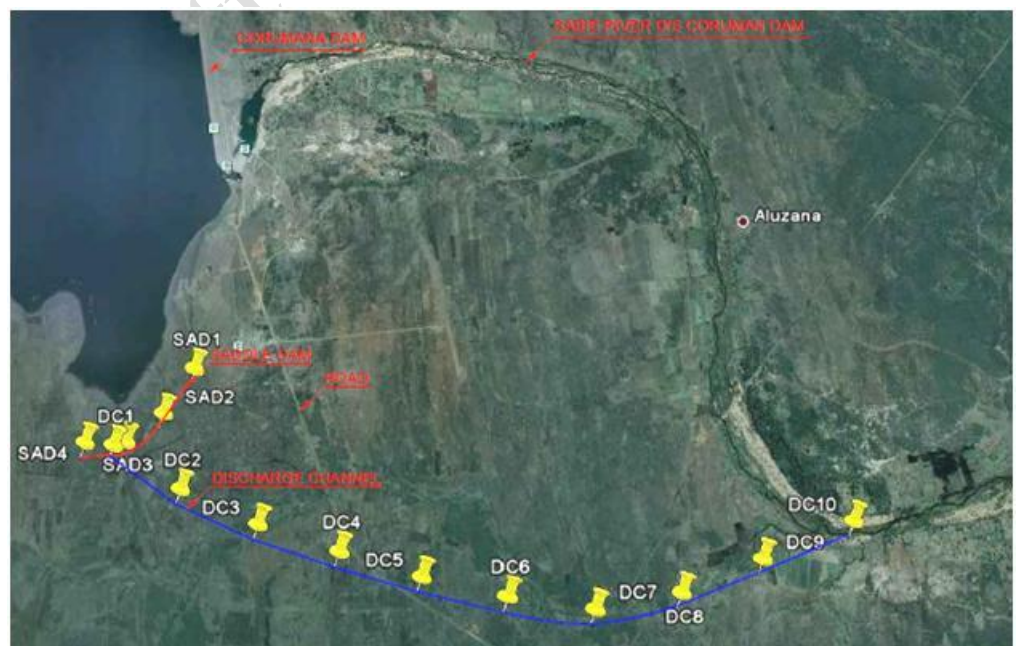 CORUMANA DAM
SABIE RIVER D/S CORUMAN DAM
Aluzana
SAD1
SADDLE DAM
SAD2
ROAD
DC1
SAD4
SAD3
DC2
DISCHARGE CHANNEL
DC3
DC4
DC5
DC6
DC7
DC8
DC9
DC10